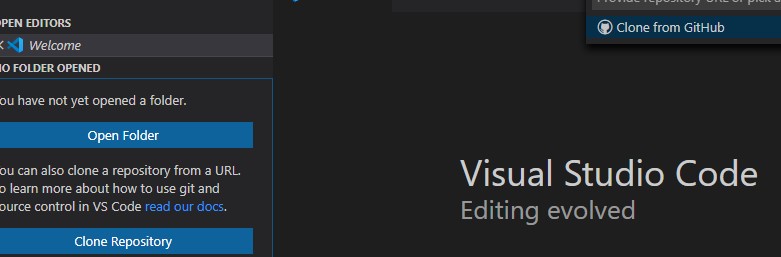 OPEN EDITORS
Welcome
NO FOLDER OPENED
You have not yet opened a folder.
Open Folder
You can also clone a repository from a URL.
To learn more about how to use git and
source control in VS Code read our docs.
Clone Repository
Provide repository URL or pick a
Clone from GitHub
Visual Studio Code
Editing evolved